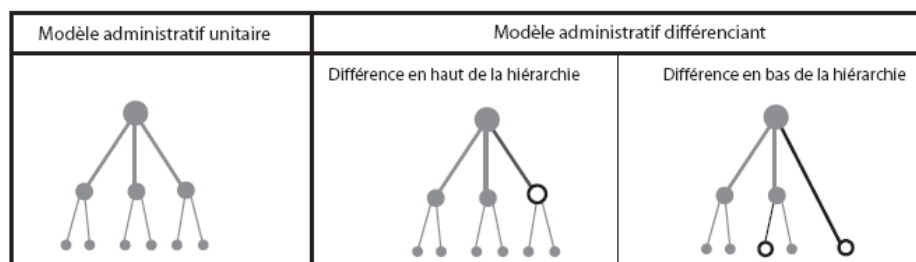 Modèle administratif unitaire
Modèle administratif différenciant
Différence en haut de la hiérarchie
Différence en bas de la hiérarchie